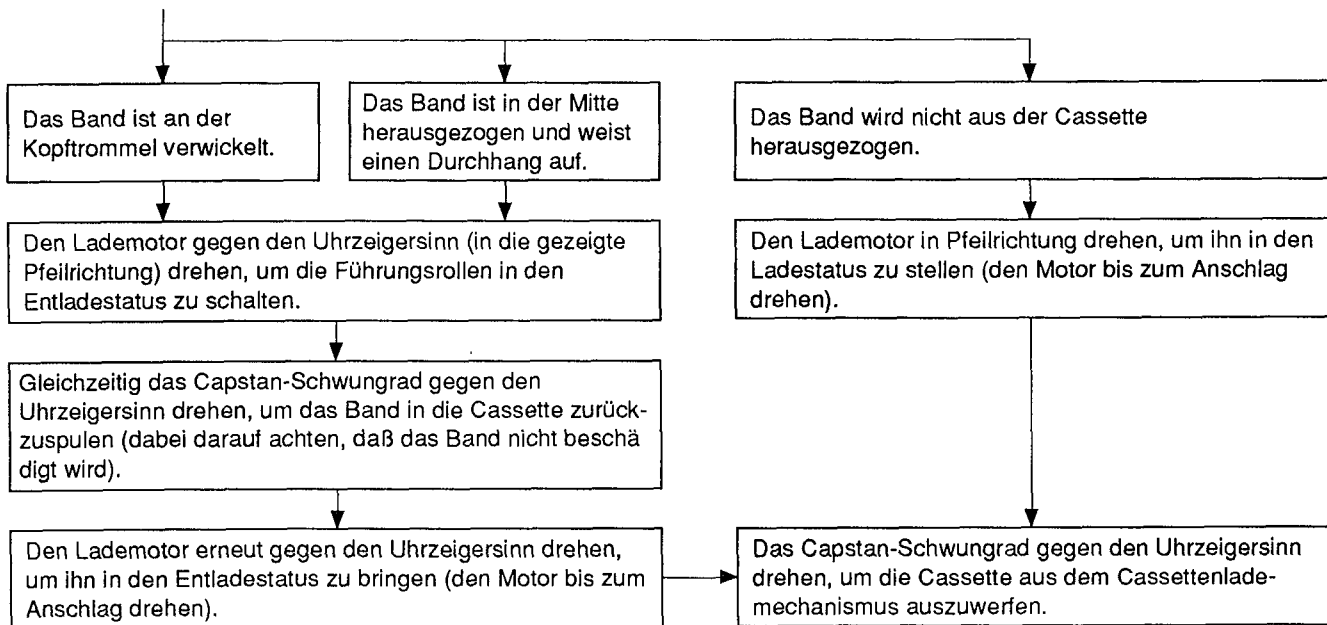 Das Band ist an der
Kopftrommel verwickelt.
Das Band ist in der Mitte
herausgezogen und weist
einen Durchhang auf.
Das Band wird nicht aus der Cassette
herausgezogen.
Den Lademotor gegen den Uhrzeigersinn (in die gezeigte
Pfeilrichtung) drehen, um die Führungsrollen in den
Entladestatus zu schalten.
Den Lademotor in Pfeilrichtung drehen, um ihn in den
Ladestatus zu stellen (den Motor bis zum Anschlag
drehen).
Gleichzeitig das Capstan-Schwungrad gegen den
Uhrzeigersinn drehen, um das Band in die Cassette zurück-
zuspulen (dabei darauf achten, daß das Band nicht beschä
digt wird).
Den Lademotor erneut gegen den Uhrzeigersinn drehen,
um ihn in den Entladestatus zu bringen (den Motor bis zum
Anschlag drehen).
Das Capstan-Schwungrad gegen den Uhrzeigersinn
drehen, um die Cassette aus dem Cassettenlade-
mechanismus auszuwerfen.